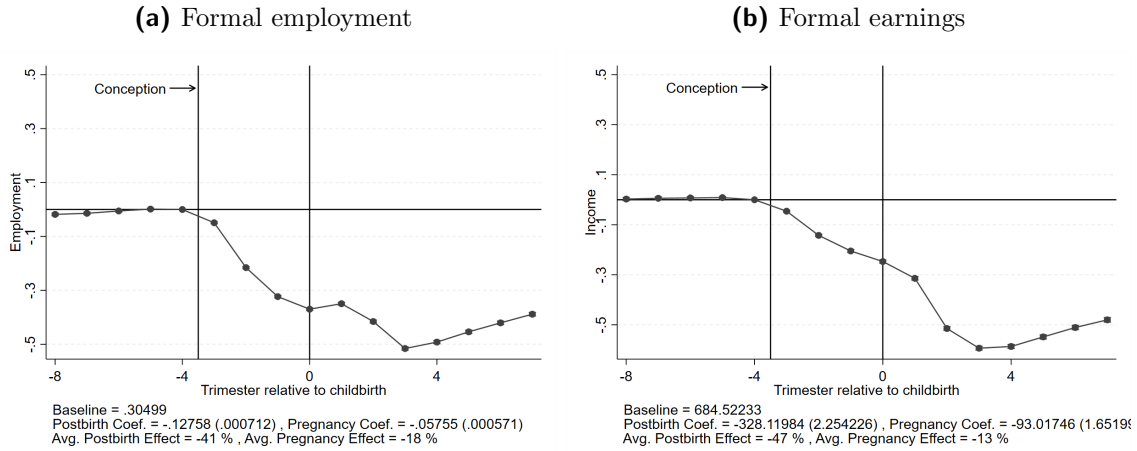 (a) Formal employment
.5
.3
.1
-.1
-.3
-.5
Employment
Conception
-8
-4
0
4
Trimester relative to childbirth
Baseline = .30499
Postbirth Coef. = -.12758 (.000712) , Pregnancy Coef. = -.05755 (.000571)
Avg. Postbirth Effect = -41 % , Avg. Pregnancy Effect = -18 %
(b) Formal earnings
.5
.3
.1
-.1
-.3
-.5
Income
Conception
-8
-4
0
4
Trimester relative to childbirth
Baseline = 684.52233
Postbirth Coef. = -328.11984 (2.254226) , Pregnancy Coef. = -93.01746 (1.65199
Avg. Postbirth Effect = -47 % , Avg. Pregnancy Effect = -13 %